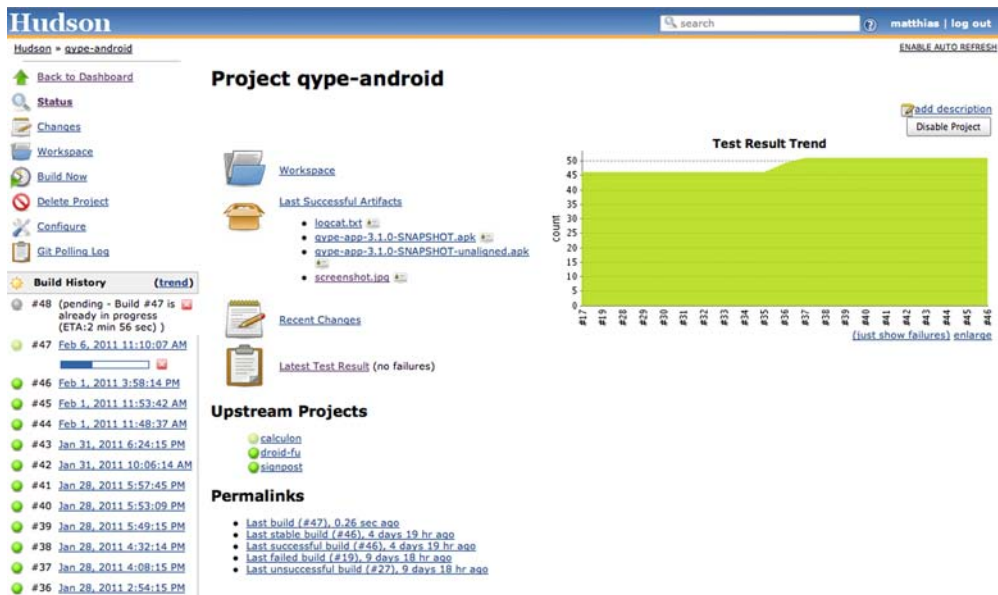 Hudson
search
matthias | log out
Hudson » qype-android
ENABLE AUTO REFRESH
Back to Dashboard
Status
Changes
Workspace
Build Now
Delete Project
Configure
Git Polling Log
Build History (trend)
#48 (pending - Build #47 is
already in progress
(ETA:2 min 56 sec) )
#47 Feb 6, 2011 11:10:07 AM
#46 Feb 1, 2011 3:58:14 PM
#45 Feb 1, 2011 11:53:42 AM
#44 Feb 1, 2011 11:48:37 AM
#43 Jan 31, 2011 6:24:15 PM
#42 Jan 31, 2011 10:06:14 AM
#41 Jan 28, 2011 5:57:45 PM
#40 Jan 28, 2011 5:53:09 PM
#39 Jan 28, 2011 5:49:15 PM
#38 Jan 28, 2011 4:32:14 PM
#37 Jan 28, 2011 4:08:15 PM
#36 Jan 28, 2011 2:54:15 PM
Project qype-android
add description
Disable Project
Workspace
Last Successful Artifacts
logcat.txt
qype-app-3.1.0-SNAPSHOT.apk
qype-app-3.1.0-SNAPSHOT-unaligned.apk
screenshot.jpg
Recent Changes
Latest Test Result (no failures)
Test Result Trend
count
50
45
40
35
30
25
20
15
10
5
0
#17
#19
#28
#29
#30
#31
#32
#33
#34
#35
#36
#37
#38
#39
#40
#41
#42
#43
#44
#45
#46
(just show failures) enlarge
Upstream Projects
calculon
droid-fu
signpost
Permalinks
Last build (#47), 0.26 sec ago
Last stable build (#46), 4 days 19 hr ago
Last successful build (#46), 4 days 19 hr ago
Last failed build (#19), 9 days 18 hr ago
Last unsuccessful build (#27), 9 days 18 hr ago